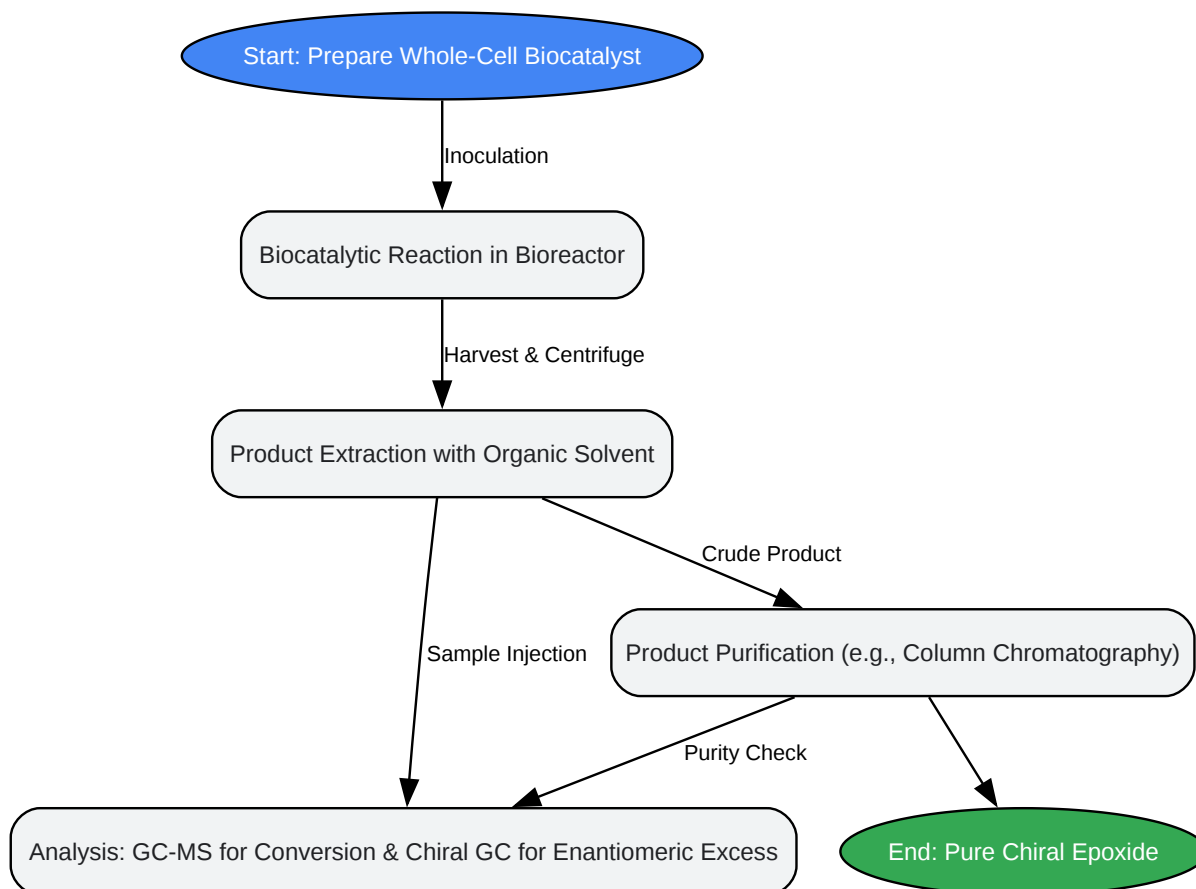 Start: Prepare Whole-Cell Biocatalyst
Inoculation
Biocatalytic Reaction in Bioreactor
Harvest & Centrifuge
Product Extraction with Organic Solvent
Crude Product
Sample Injection
Product Purification (e.g., Column Chromatography)
Purity Check
Analysis: GC-MS for Conversion & Chiral GC for Enantiomeric Excess
End: Pure Chiral Epoxide